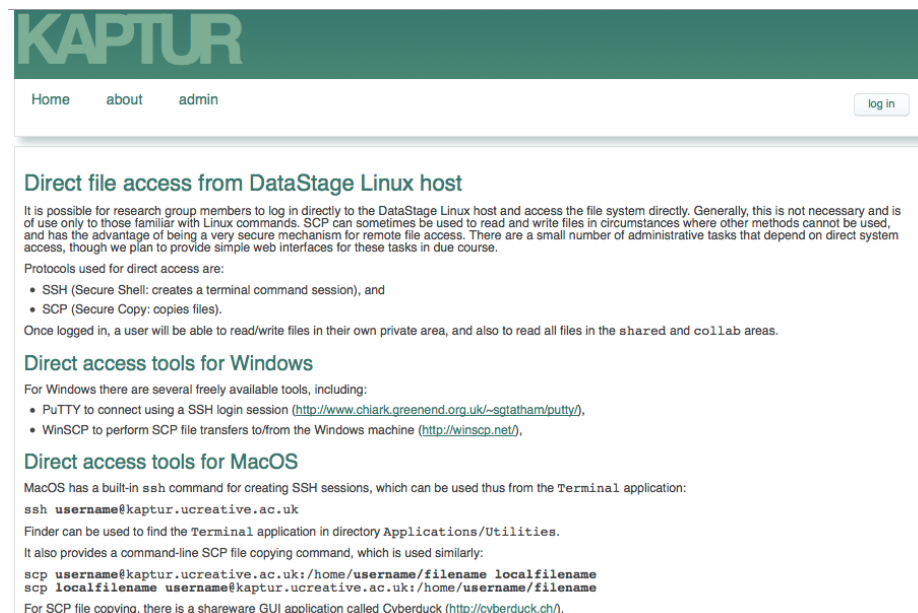 KAPTUR
Home about admin
log in
Direct file access from DataStage Linux host
It is possible for research group members to log in directly to the DataStage Linux host and access the file system directly. Generally, this is not necessary and is
of use only to those familiar with Linux commands. SCP can sometimes be used to read and write files in circumstances where other methods cannot be used,
and has the advantage of being a very secure mechanism for remote file access. There are a small number of administrative tasks that depend on direct system
access, though we plan to provide simple web interfaces for these tasks in due course.
Protocols used for direct access are:
• SSH (Secure Shell: creates a terminal command session), and
• SCP (Secure Copy: copies files).
Once logged in, a user will be able to read/write files in their own private area, and also to read all files in the shared and collab areas.
Direct access tools for Windows
For Windows there are several freely available tools, including:
• PuTTY to connect using a SSH login session (http://www.chiark.greenend.org.uk/~sgtatham/putty/),
• WinSCP to perform SCP file transfers to/from the Windows machine (http://winscp.net/),
Direct access tools for MacOS
MacOS has a built-in ssh command for creating SSH sessions, which can be used thus from the Terminal application:
ssh username@kaptur.ucreative.ac.uk
Finder can be used to find the Terminal application in directory Applications/Utilities.
It also provides a command-line SCP file copying command, which is used similarly:
scp username@kaptur.ucreative.ac.uk:/home/username/filename localfilename
scp localfilename username@kaptur.ucreative.ac.uk:/home/username/filename
For SCP file copying, there is a shareware GUI application called Cyberduck (http://cyberduck.ch/).